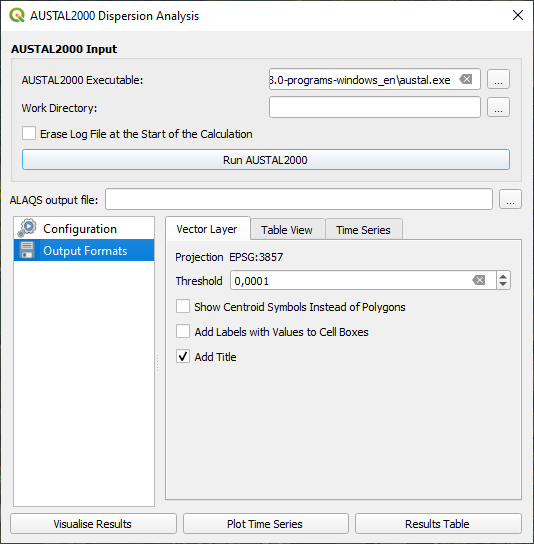 AUSTAL2000 Dispersion Analysis
AUSTAL2000 Input
AUSTAL2000 Executable: 3.0-programs-windows_en\austal.exe ...
Work Directory: ...
Erase Log File at the Start of the Calculation
Run AUSTAL2000
ALAQS output file: ...
Configuration
Output Formats
Vector Layer Table View Time Series
Projection EPSG:3857
Threshold 0,0001
Show Centroid Symbols Instead of Polygons
Add Labels with Values to Cell Boxes
Add Title
Visualise Results Plot Time Series Results Table